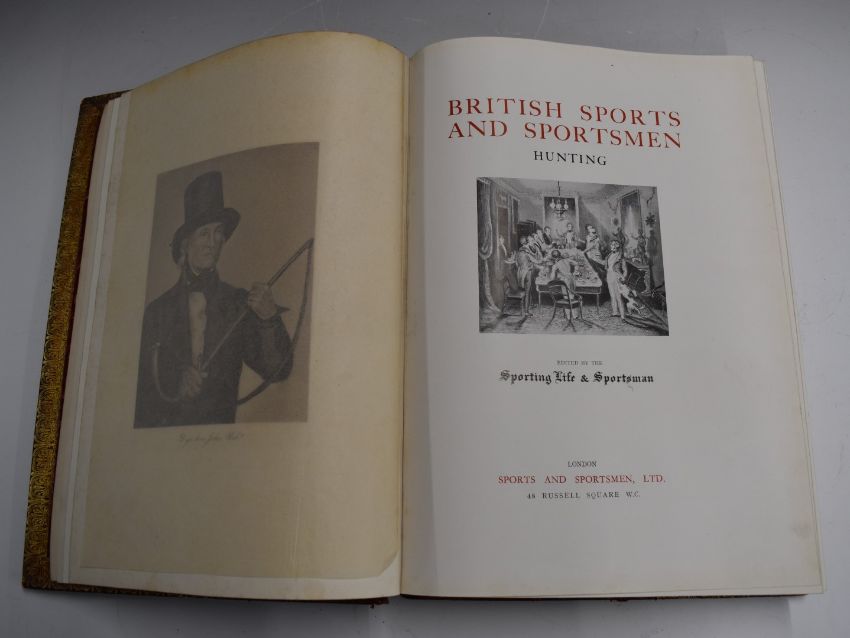 BRITISH SPORTS
AND SPORTSMEN
HUNTING
EDITED BY THE
Sporting Life & Sportsman
LONDON
SPORTS AND SPORTSMEN, LTD.
48 RUSSELL SQUARE W.C.